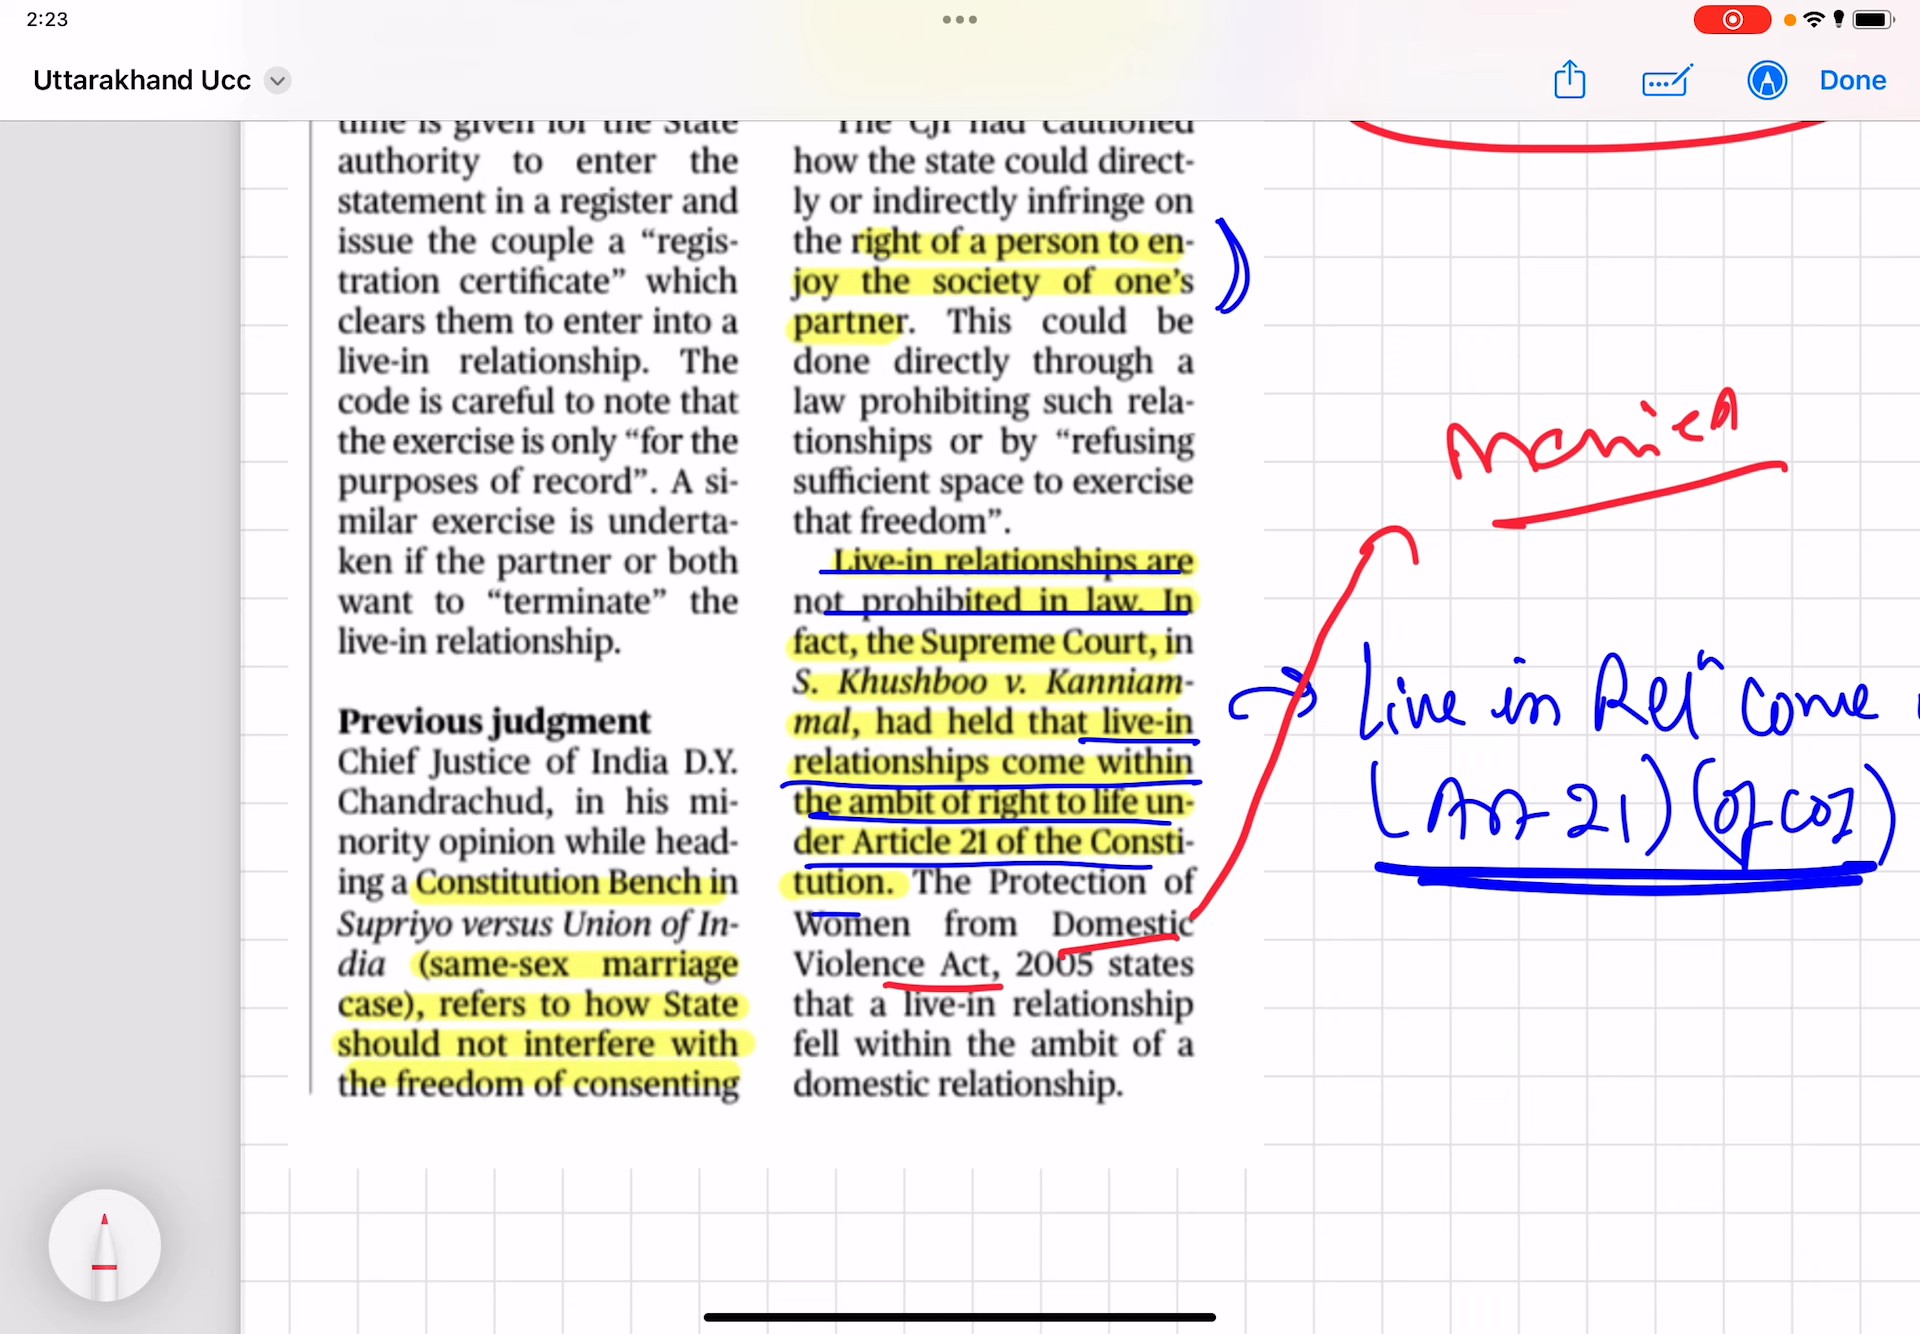 2:23
Uttarakhand Ucc
Done
time is given for the State
authority to enter the
statement in a register and
issue the couple a “regis-
tration certificate” which
clears them to enter into a
live-in relationship. The
code is careful to note that
the exercise is only “for the
purposes of record”. A si-
milar exercise is underta-
ken if the partner or both
want to “terminate” the
live-in relationship.
Previous judgment
Chief Justice of India D.Y.
Chandrachud, in his mi-
nority opinion while head-
ing a Constitution Bench in
Supriyo versus Union of In-
dia (same-sex marriage
case), refers to how State
should not interfere with
the freedom of consenting
The CJI had cautioned
how the state could direct-
ly or indirectly infringe on
the right of a person to en-
joy the society of one’s
partner. This could be
done directly through a
law prohibiting such rela-
tionships or by “refusing
sufficient space to exercise
that freedom”.
Live-in relationships are
not prohibited in law. In
fact, the Supreme Court, in
S. Khushboo v. Kanniam-
mal, had held that live-in
relationships come within
the ambit of right to life un-
der Article 21 of the Consti-
tution. The Protection of
Women from Domestic
Violence Act, 2005 states
that a live-in relationship
fell within the ambit of a
domestic relationship.
Married
Live in Relⁿ come
(Art 21) (of COI)